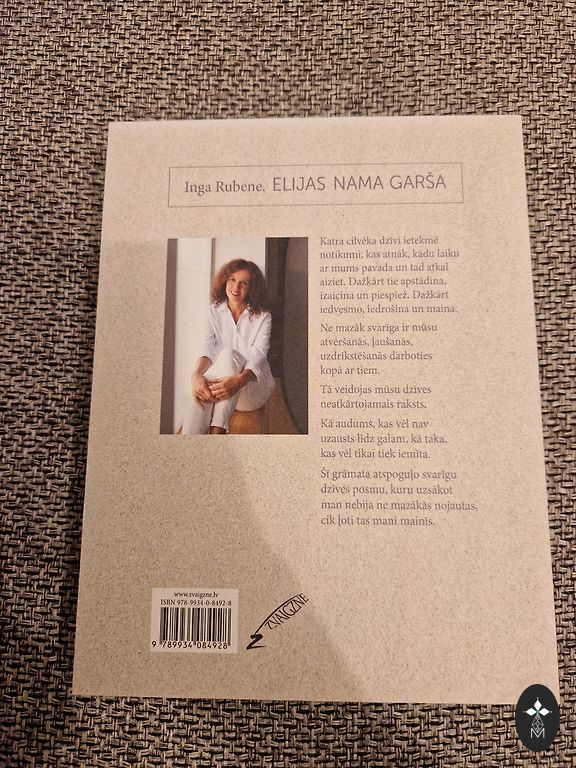 Inga Rubene. ELIJAS NAMA GARŠA
Katra cilvēka dzīvi ietekmē
notikumi, kas atnāk, kādu laiku
ar mums pavada un tad atkal
aiziet. Dažkārt tie apstādina,
izaicina un piespiež. Dažkārt
iedvesmo, iedrošina un maina.
Ne mazāk svarīga ir mūsu
atvēršanās, ļaušanās,
uzdrīkstēšanās darboties
kopā ar tiem.
Tā veidojas mūsu dzīves
neatkārtojamais raksts.
Kā audums, kas vēl nav
uzausts līdz galam, kā taka,
kas vēl tikai tiek iemīta.
Šī grāmata atspoguļo svarīgu
dzīves posmu, kuru uzsākot
man nebija ne mazākās nojautas,
cik ļoti tas mani mainīs.
www.zvaigzne.lv
ISBN 978-9934-0-8492-8
9 789934 084928
ZVAIGZNE
M